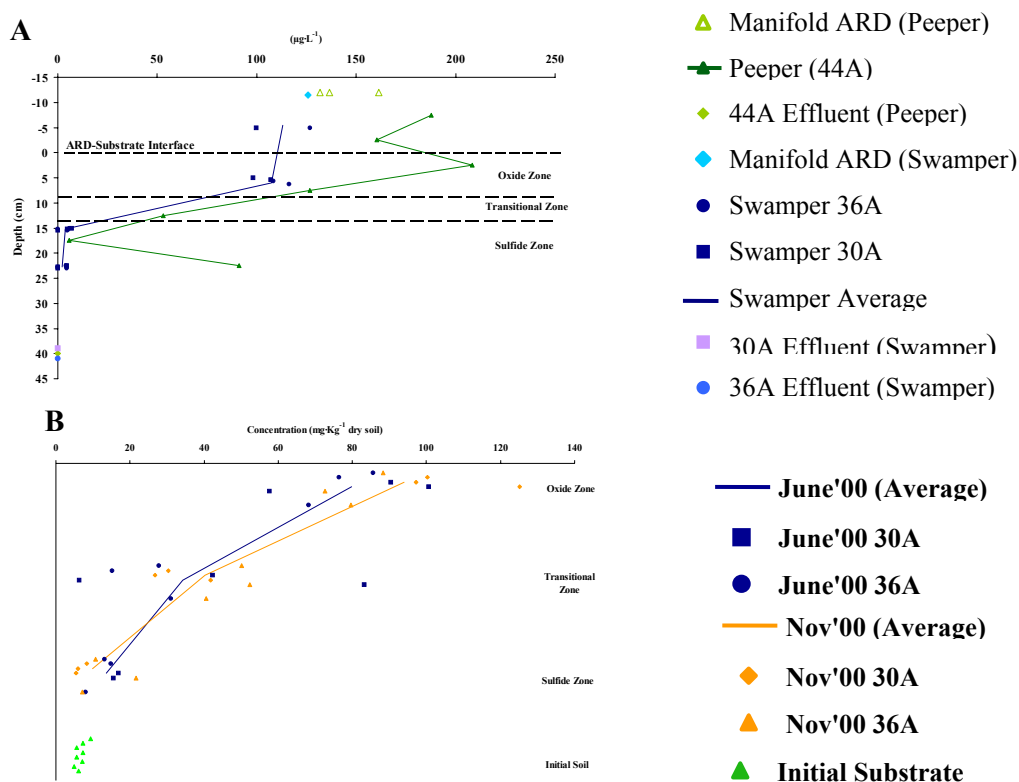 A
(µg·L-1)
0
50
100
150
200
250
-15
-10
-5
0
5
10
15
20
25
30
35
40
45
Depth (cm)
ARD-Substrate Interface
Oxide Zone
Transitional Zone
Sulfide Zone
Manifold ARD (Peeper)
Peeper (44A)
44A Effluent (Peeper)
Manifold ARD (Swamper)
Swamper 36A
Swamper 30A
Swamper Average
30A Effluent (Swamper)
36A Effluent (Swamper)
B
Concentration (mg·Kg-1 dry soil)
0
20
40
60
80
100
120
140
Oxide Zone
Transitional
Zone
Sulfide Zone
Initial Soil
June'00 (Average)
June'00 30A
June'00 36A
Nov'00 (Average)
Nov'00 30A
Nov'00 36A
Initial Substrate